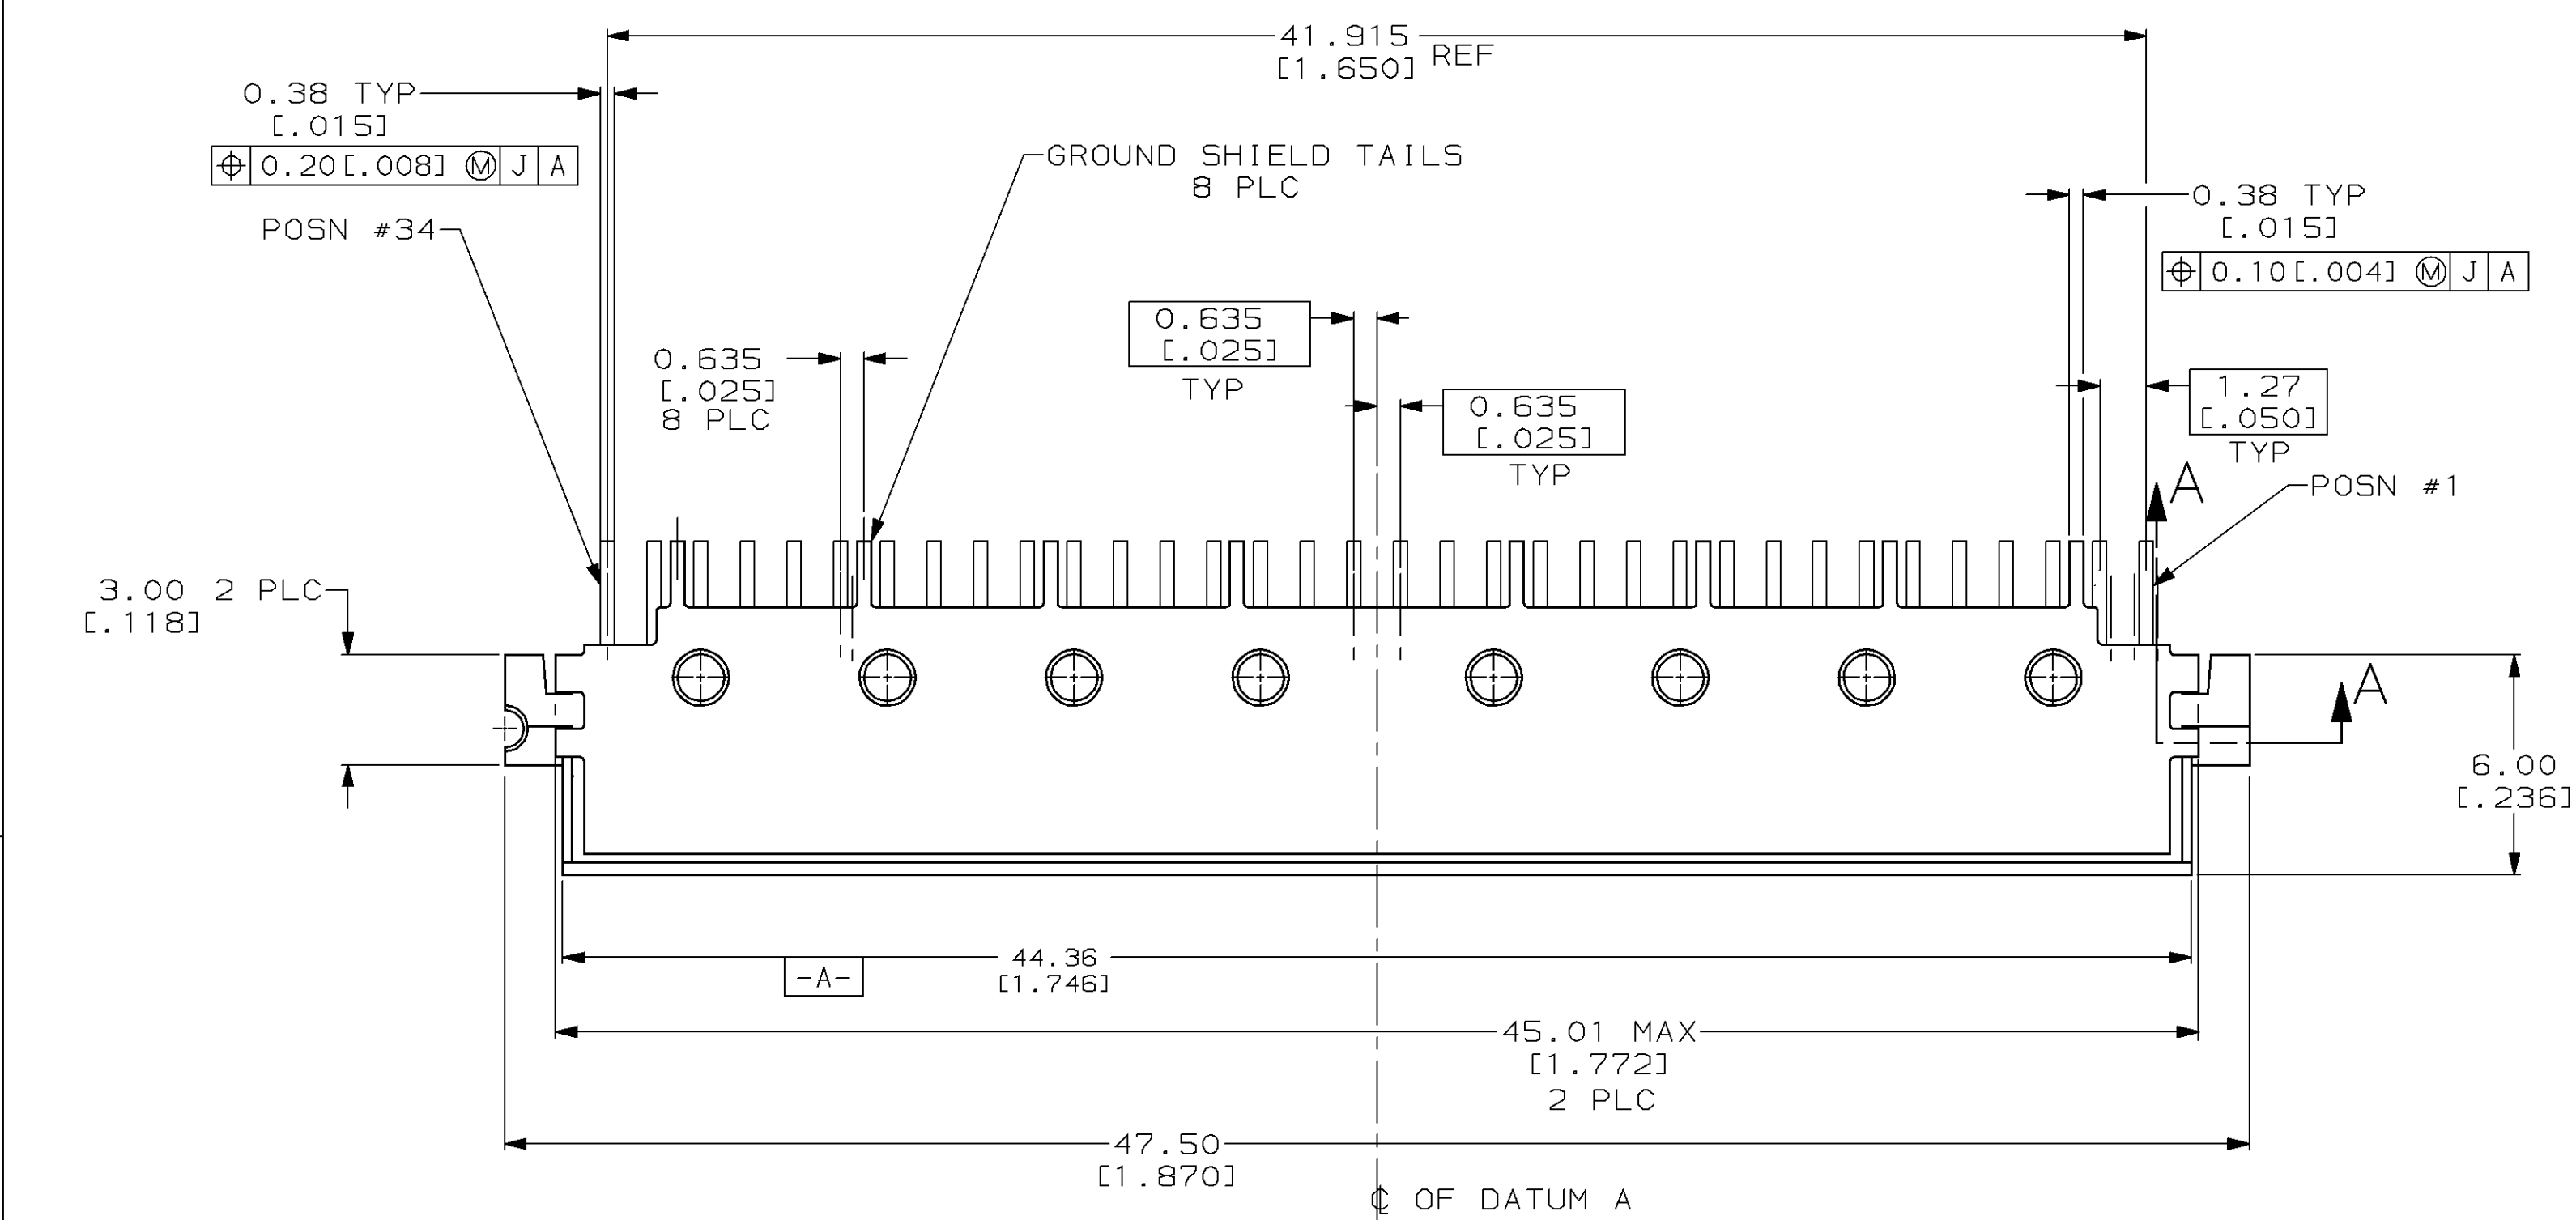 41.915
[1.650] REF
0.38 TYP
[.015]
⌖ 0.20[.008] Ⓜ J A
GROUND SHIELD TAILS
8 PLC
0.38 TYP
[.015]
⌖ 0.10[.004] Ⓜ J A
POSN #34
0.635
[.025]
TYP
0.635
[.025]
8 PLC
0.635
[.025]
TYP
1.27
[.050]
TYP
A
POSN #1
3.00 2 PLC
[.118]
A
6.00
[.236]
44.36
[1.746]
-A-
45.01 MAX
[1.772]
2 PLC
47.50
[1.870]
℄ OF DATUM A